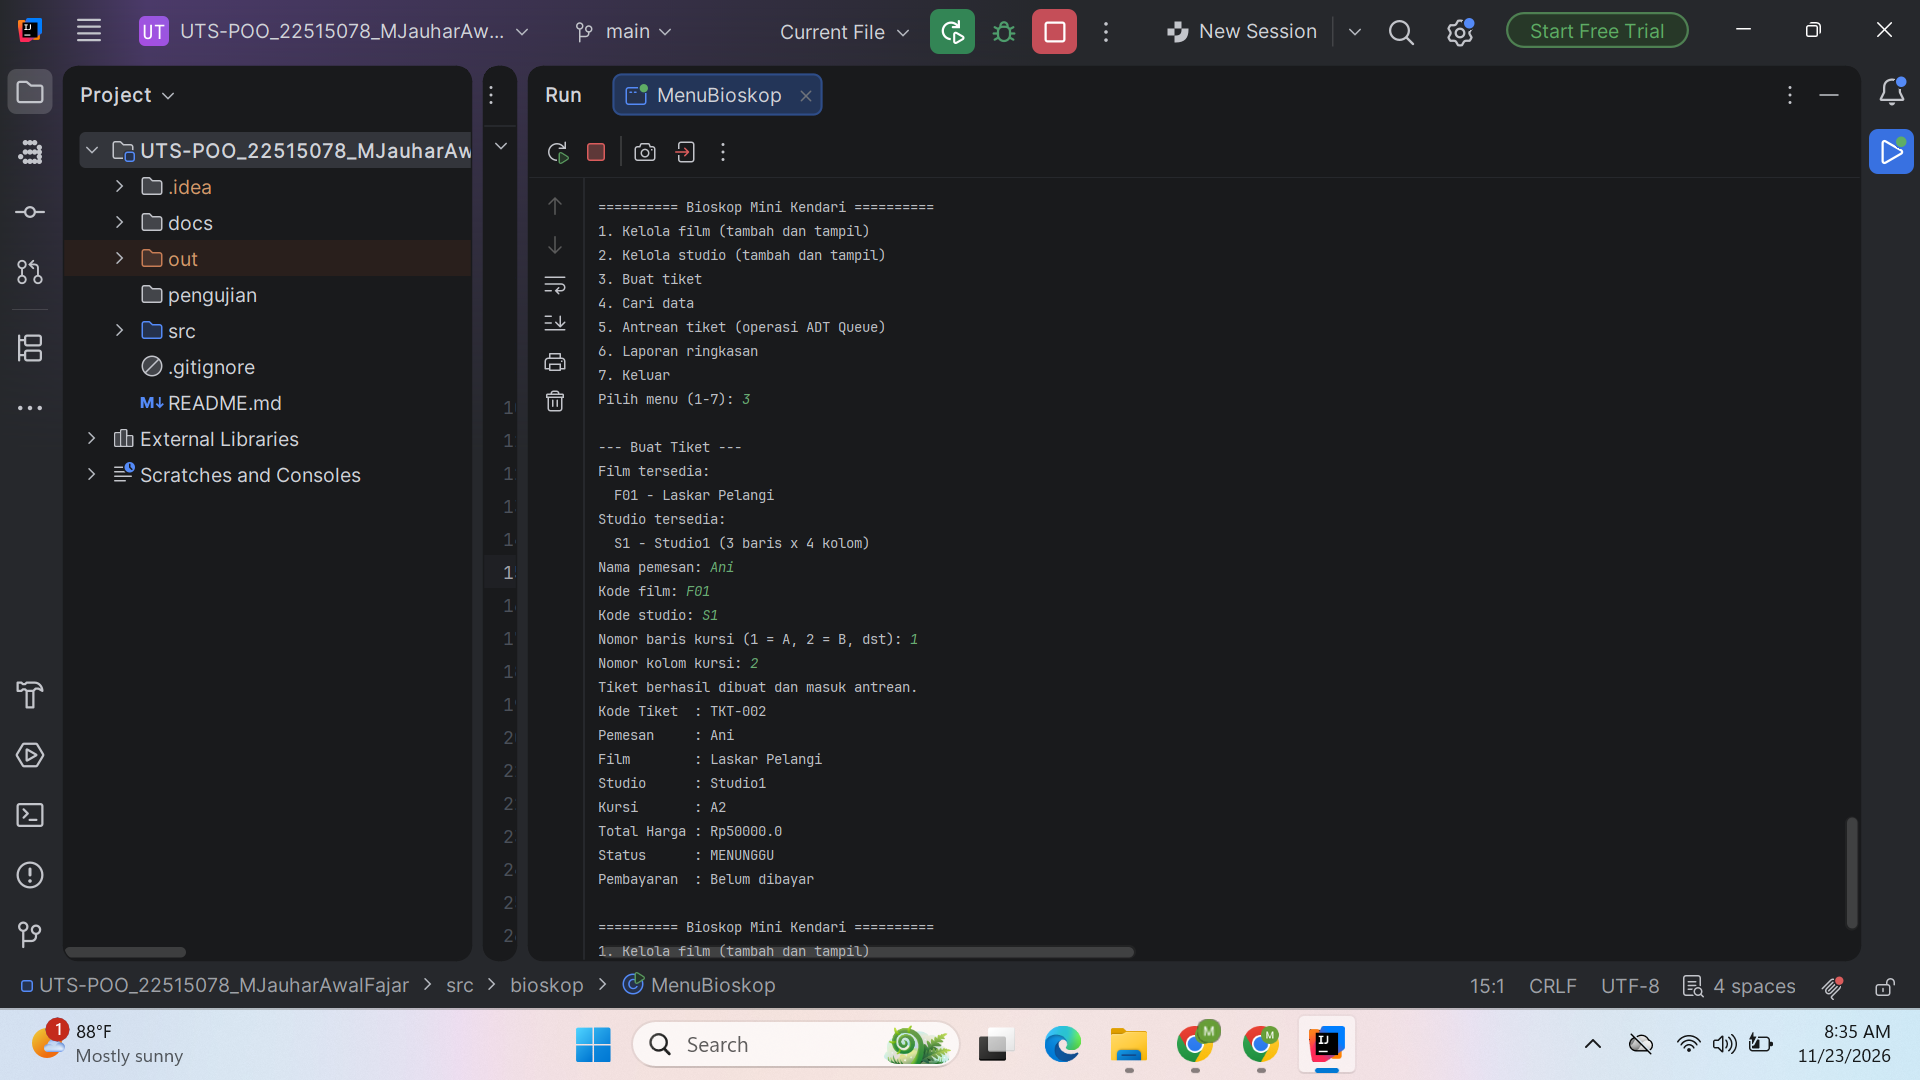 UT UTS-POO_22515078_MJauharAw... main Current File New Session Start Free Trial
Project
Run MenuBioskop
UTS-POO_22515078_MJauharAw
.idea
docs
out
pengujian
src
.gitignore
README.md
External Libraries
Scratches and Consoles
========== Bioskop Mini Kendari ==========
1. Kelola film (tambah dan tampil)
2. Kelola studio (tambah dan tampil)
3. Buat tiket
4. Cari data
5. Antrean tiket (operasi ADT Queue)
6. Laporan ringkasan
7. Keluar
Pilih menu (1-7): 3
--- Buat Tiket ---
Film tersedia:
F01 - Laskar Pelangi
Studio tersedia:
S1 - Studio1 (3 baris x 4 kolom)
Nama pemesan: Ani
Kode film: F01
Kode studio: S1
Nomor baris kursi (1 = A, 2 = B, dst): 1
Nomor kolom kursi: 2
Tiket berhasil dibuat dan masuk antrean.
Kode Tiket : TKT-002
Pemesan : Ani
Film : Laskar Pelangi
Studio : Studio1
Kursi : A2
Total Harga : Rp50000.0
Status : MENUNGGU
Pembayaran : Belum dibayar
========== Bioskop Mini Kendari ==========
1. Kelola film (tambah dan tampil)
UTS-POO_22515078_MJauharAwalFajar > src > bioskop > MenuBioskop 15:1 CRLF UTF-8 4 spaces
1 88°F
Mostly sunny
Search
8:35 AM
11/23/2026